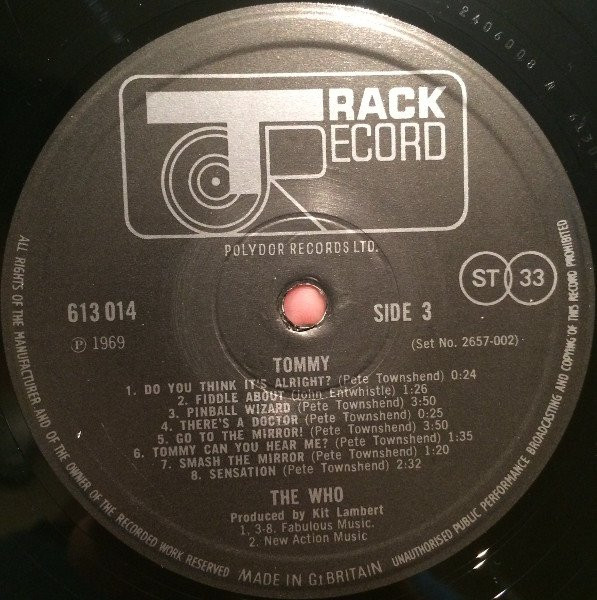 TRACK
RECORD
POLYDOR RECORDS LTD.
ST 33
613 014
SIDE 3
℗ 1969
(Set No. 2657-002)
TOMMY
1. DO YOU THINK IT'S ALRIGHT? (Pete Townshend) 0:24
2. FIDDLE ABOUT (John Entwhistle) 1:26
3. PINBALL WIZARD (Pete Townshend) 3:50
4. THERE'S A DOCTOR (Pete Townshend) 0:25
5. GO TO THE MIRROR! (Pete Townshend) 3:50
6. TOMMY CAN YOU HEAR ME? (Pete Townshend) 1:35
7. SMASH THE MIRROR (Pete Townshend) 1:20
8. SENSATION (Pete Townshend) 2:32
THE WHO
Produced by Kit Lambert
1. 3-8. Fabulous Music.
2. New Action Music
ALL RIGHTS OF THE MANUFACTURER AND OF THE OWNER OF THE RECORDED WORK RESERVED
MADE IN Gt BRITAIN
UNAUTHORISED PUBLIC PERFORMANCE BROADCASTING AND COPYING OF THIS RECORD PROHIBITED
2406008 A